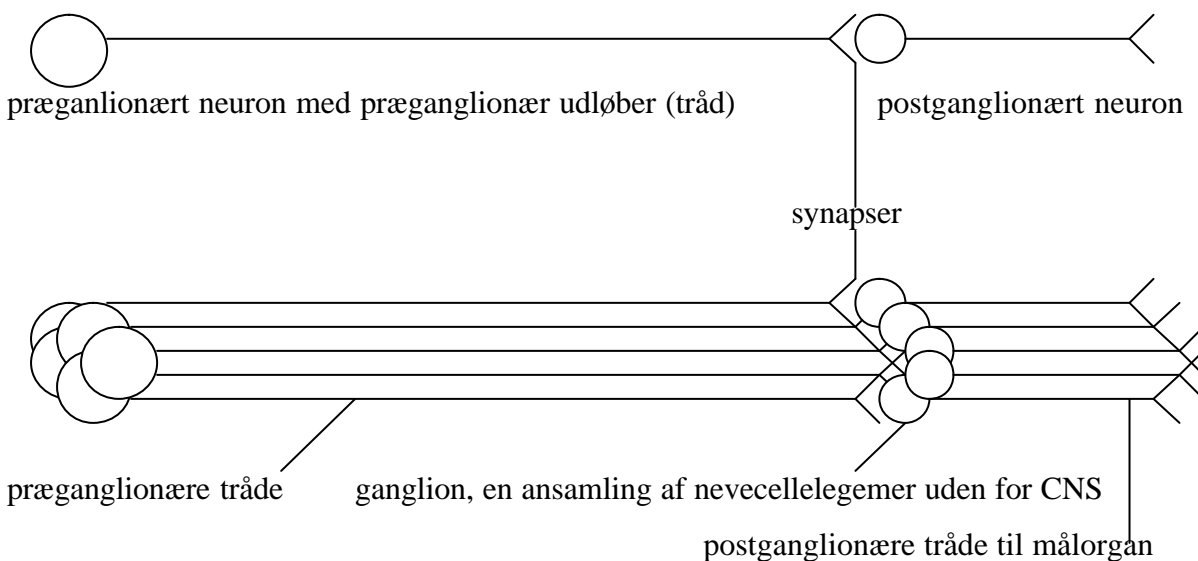 præganlionært neuron med præganglionær udløber (tråd)
postganglionært neuron
synapser
præganglionære tråde
ganglion, en ansamling af nevecellelegemer uden for CNS
postganglionære tråde til målorgan